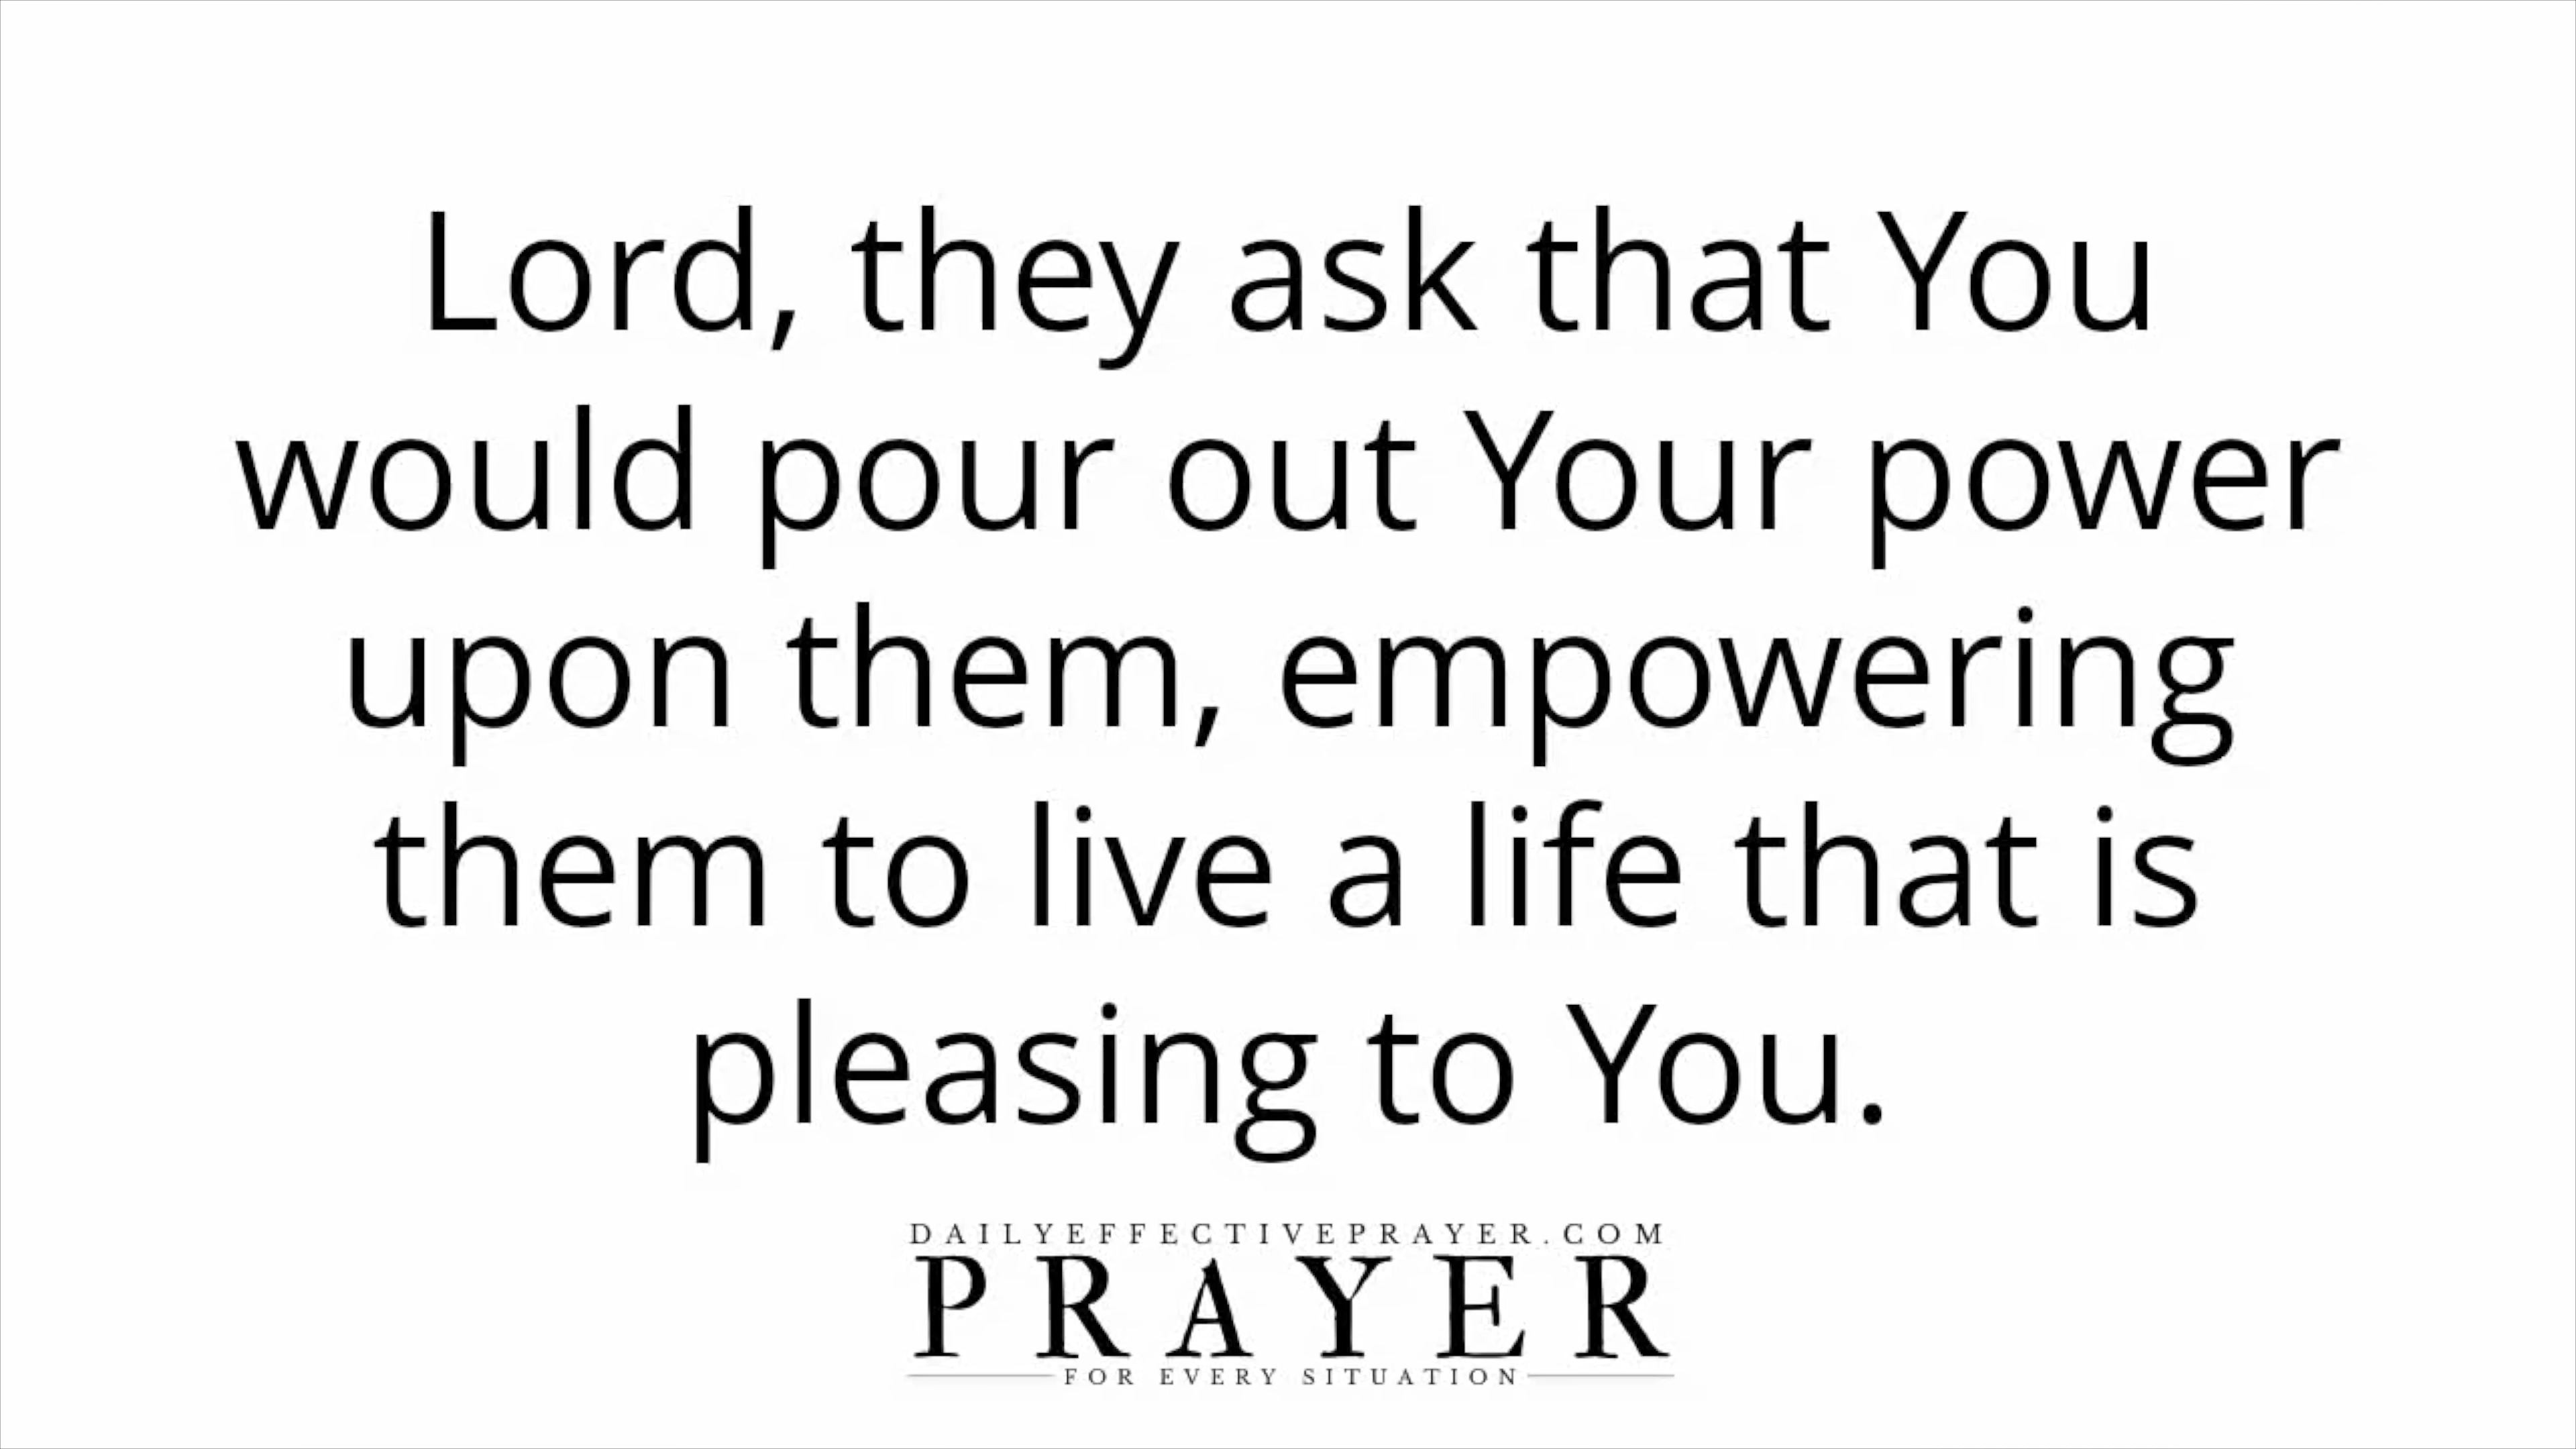 Lord, they ask that You
would pour out Your power
upon them, empowering
them to live a life that is
pleasing to You.
DAILYEFFECTIVEPRAYER.COM
PRAYER
FOR EVERY SITUATION